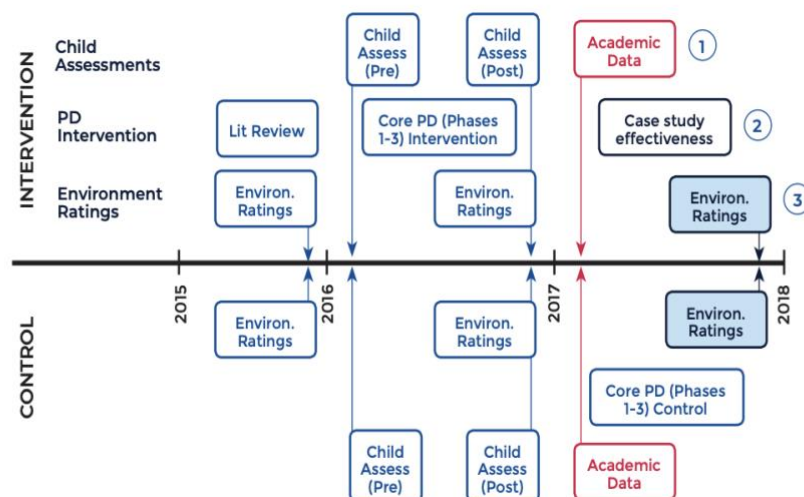 INTERVENTION
Child
Assessments
Child
Assess
(Pre)
Child
Assess
(Post)
Academic
Data
1
PD
Intervention
Lit Review
Core PD (Phases
1-3) Intervention
Case study
effectiveness
2
Environment
Ratings
Environ.
Ratings
Environ.
Ratings
Environ.
Ratings
3
2015
2016
2017
2018
CONTROL
Environ.
Ratings
Environ.
Ratings
Environ.
Ratings
Core PD (Phases
1-3) Control
Child
Assess
(Pre)
Child
Assess
(Post)
Academic
Data